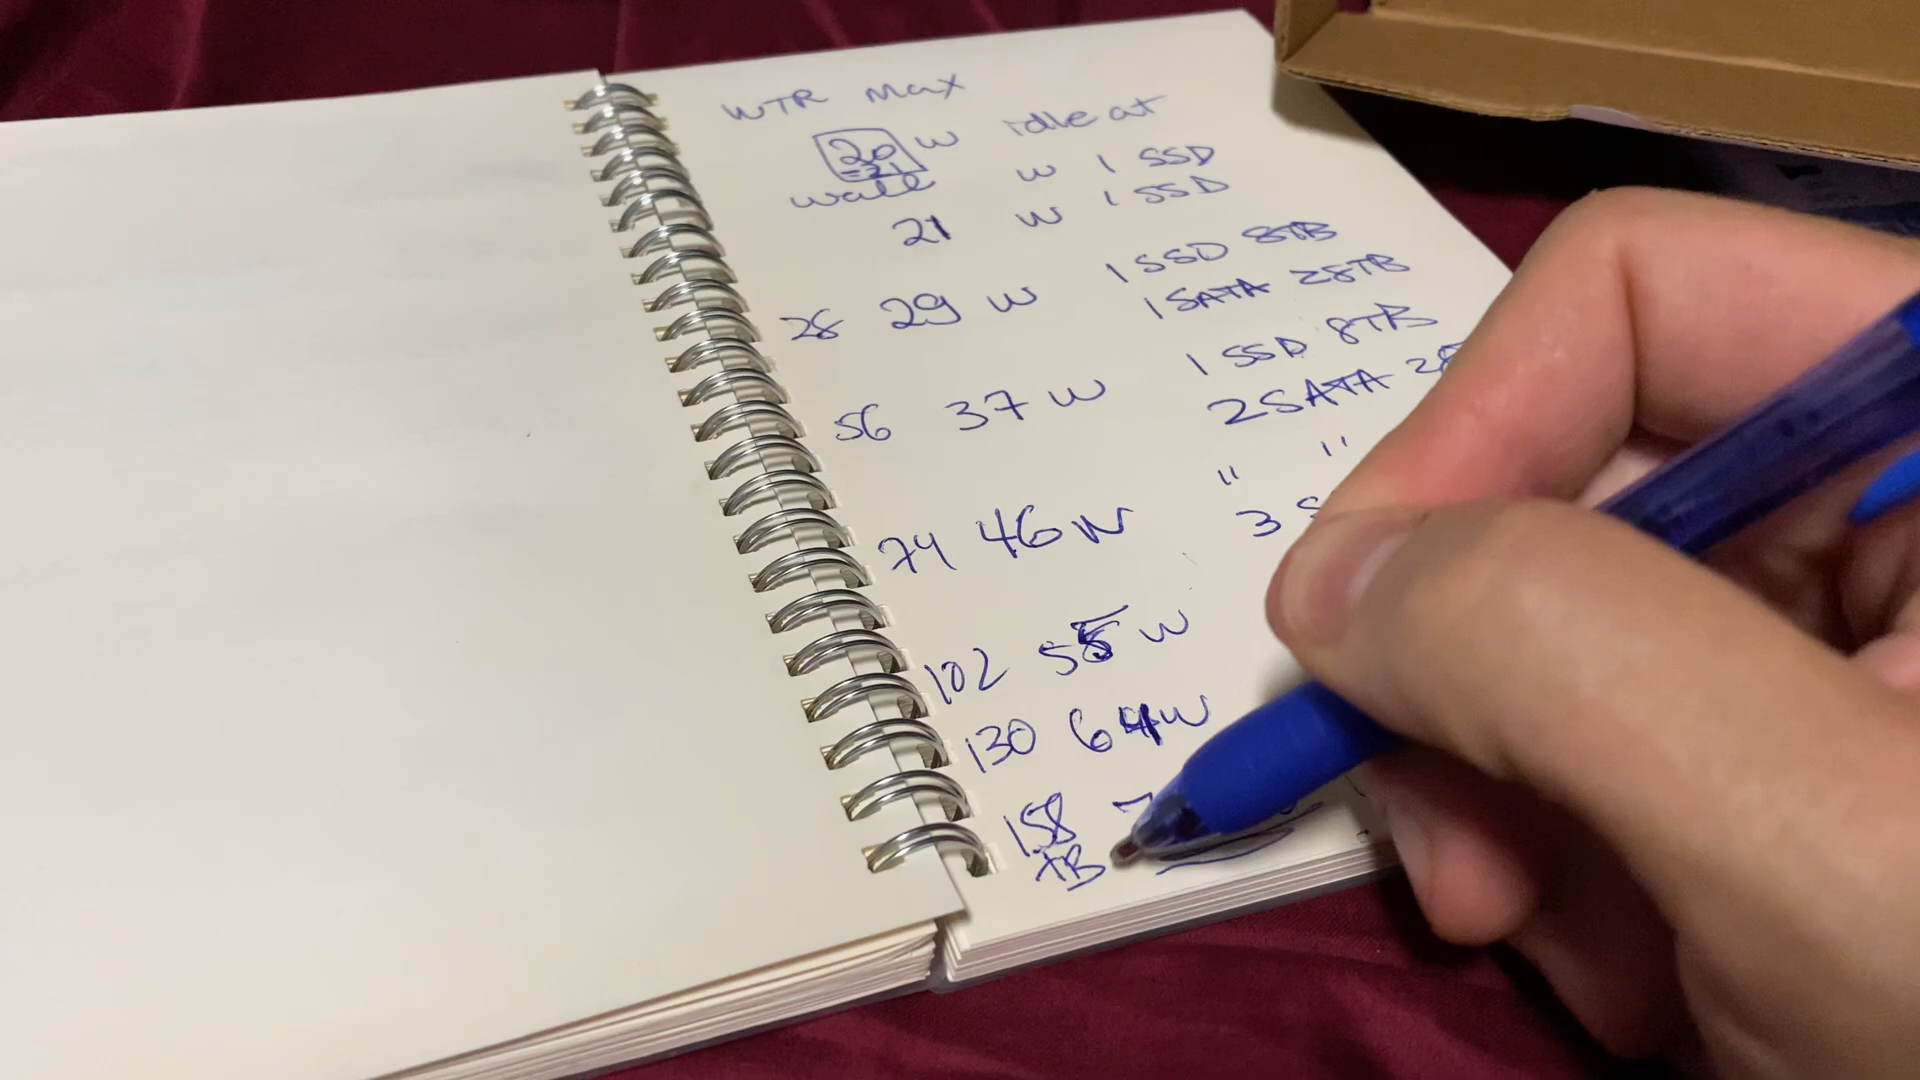 WTR Max
20 W idle at
=21
wall w 1 SSD
21 w 1 SSD
1 SSD 8TB
28 29 W 1 SATA 28TB
1 SSD 8TB
56 37 W 2 SATA
" "
74 46 W 3 S
102 55 W
130 64 W
158
TB